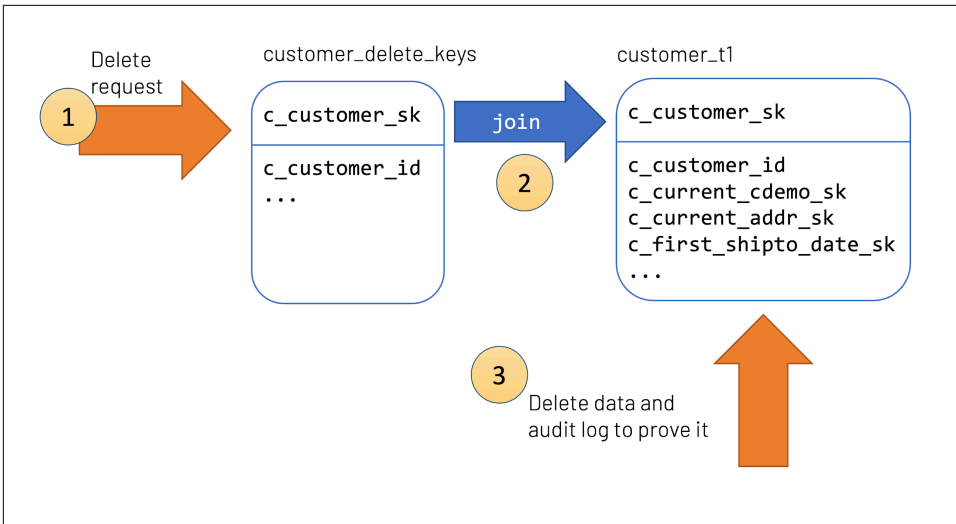 Delete
request
1
customer_delete_keys
c_customer_sk
c_customer_id
...
join
2
customer_t1
c_customer_sk
c_customer_id
c_current_cdemo_sk
c_current_addr_sk
c_first_shipto_date_sk
...
3
Delete data and
audit log to prove it